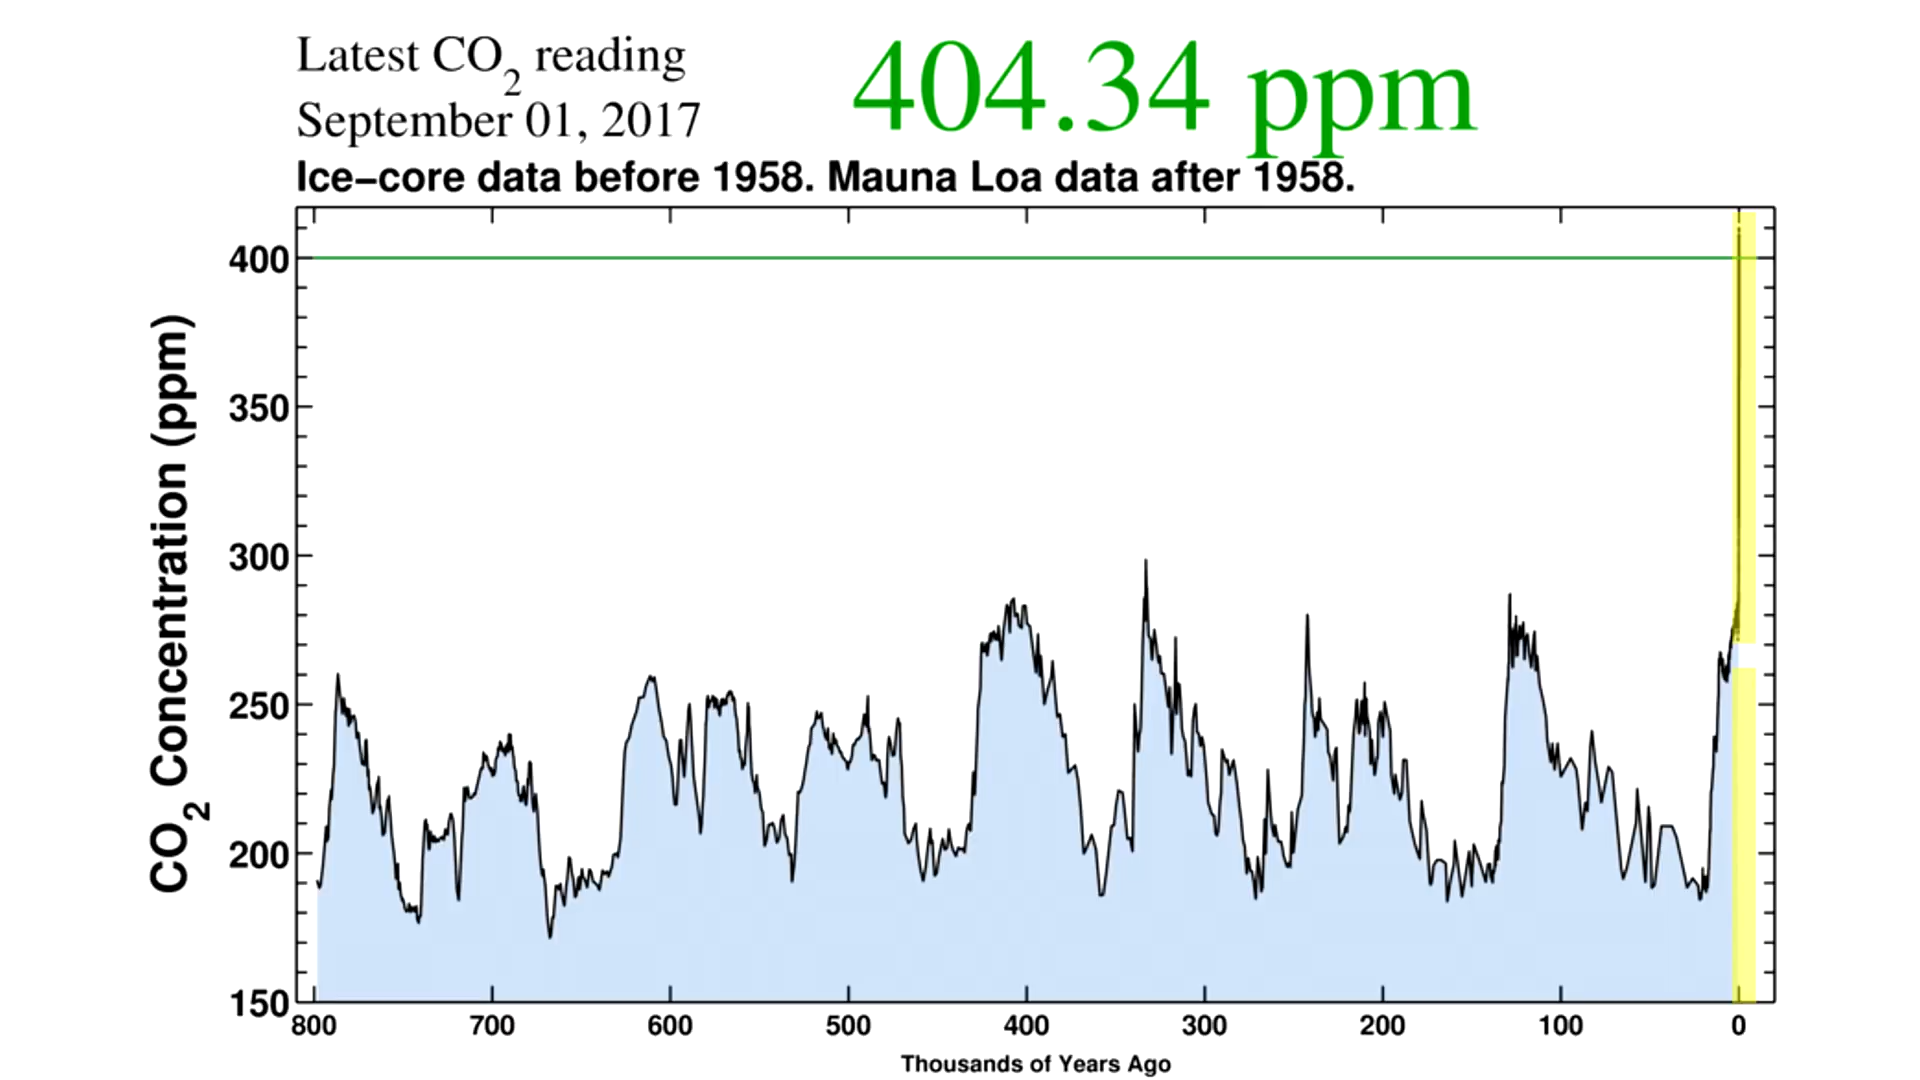 Latest CO2 reading
September 01, 2017
404.34 ppm
Ice-core data before 1958. Mauna Loa data after 1958.
CO2 Concentration (ppm)
400
350
300
250
200
150
800 700 600 500 400 300 200 100 0
Thousands of Years Ago